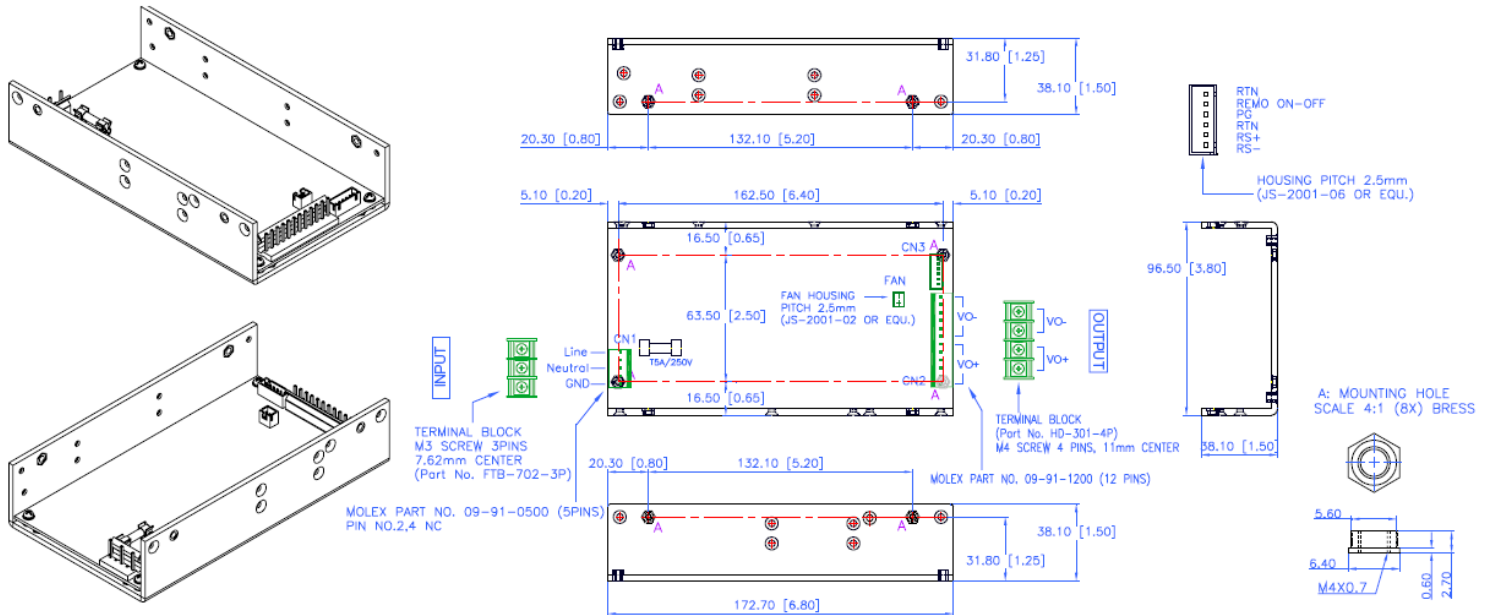 31.80 [1.25]
38.10 [1.50]
A
A
20.30 [0.80]
132.10 [5.20]
20.30 [0.80]
RTN
REMO ON-OFF
PG
RTN
RS+
RS-
HOUSING PITCH 2.5mm
(JS-2001-06 OR EQU.)
5.10 [0.20]
162.50 [6.40]
5.10 [0.20]
16.50 [0.65]
CN3
A
A
FAN
FAN HOUSING
PITCH 2.5mm
(JS-2001-02 OR EQU.)
63.50 [2.50]
VO-
VO+
CN1
T5A/250V
Line
Neutral
GND
A
CN2
A
16.50 [0.65]
INPUT
TERMINAL BLOCK
M3 SCREW 3PINS
7.62mm CENTER
(Part No. FTB-702-3P)
MOLEX PART NO. 09-91-0500 (5PINS)
PIN NO.2,4 NC
VO-
VO+
OUTPUT
TERMINAL BLOCK
(Part No. HD-301-4P)
M4 SCREW 4 PINS, 11mm CENTER
MOLEX PART NO. 09-91-1200 (12 PINS)
96.50 [3.80]
38.10 [1.50]
20.30 [0.80]
132.10 [5.20]
A
A
38.10 [1.50]
31.80 [1.25]
172.70 [6.80]
A: MOUNTING HOLE
SCALE 4:1 (8X) BRESS
5.60
6.40
M4X0.7
0.60
2.70